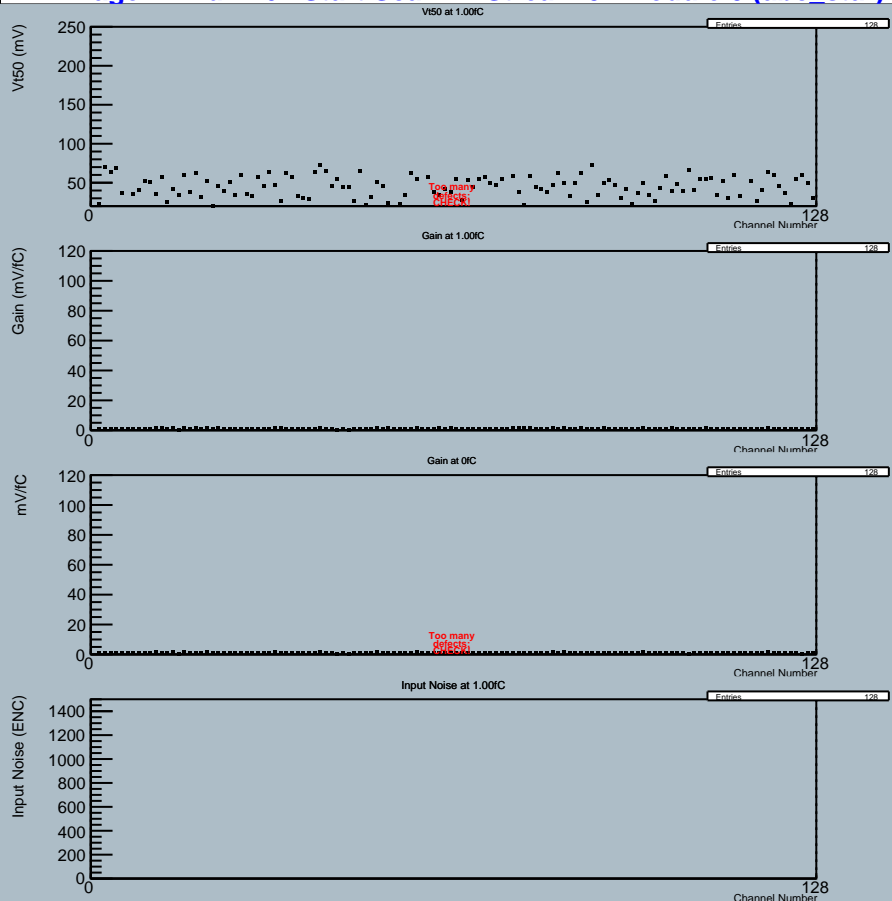 Vt50 at 1.00fC
Entries 128
Vt50 (mV)
250
200
150
100
50
Too many
defects:
CHECK!
0
128
Channel Number
Gain at 1.00fC
Entries 128
Gain (mV/fC)
120
100
80
60
40
20
0
0
128
Channel Number
Gain at 0fC
Entries 128
mV/fC
120
100
80
60
40
20
0
Too many
defects:
CHECK!
0
128
Channel Number
Input Noise at 1.00fC
Entries 128
Input Noise (ENC)
1400
1200
1000
800
600
400
200
0
0
128
Channel Number